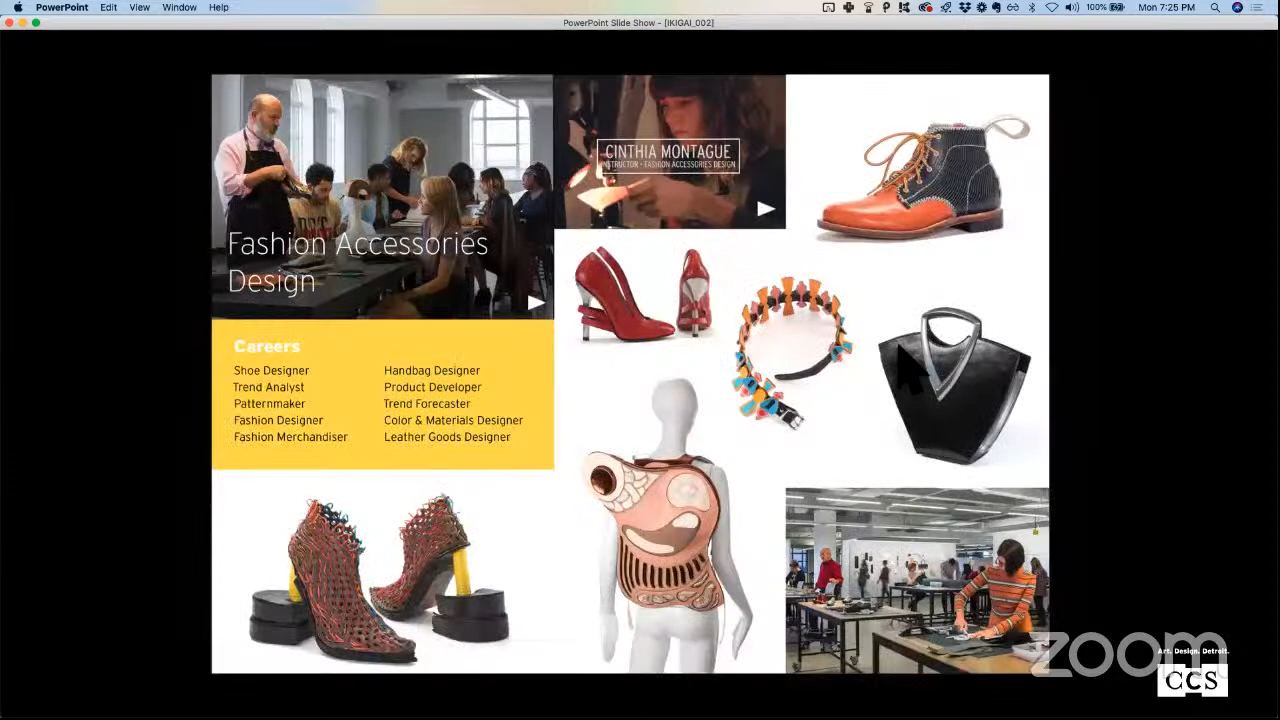 PowerPoint Edit View Window Help
100% Mon 7:25 PM
PowerPoint Slide Show - [IKIGAI_002]
CINTHIA MONTAGUE
INSTRUCTOR • FASHION ACCESSORIES DESIGN
Fashion Accessories
Design
Careers
Shoe Designer
Trend Analyst
Patternmaker
Fashion Designer
Fashion Merchandiser
Handbag Designer
Product Developer
Trend Forecaster
Color & Materials Designer
Leather Goods Designer
zoom
Art. Design. Detroit.
CCS